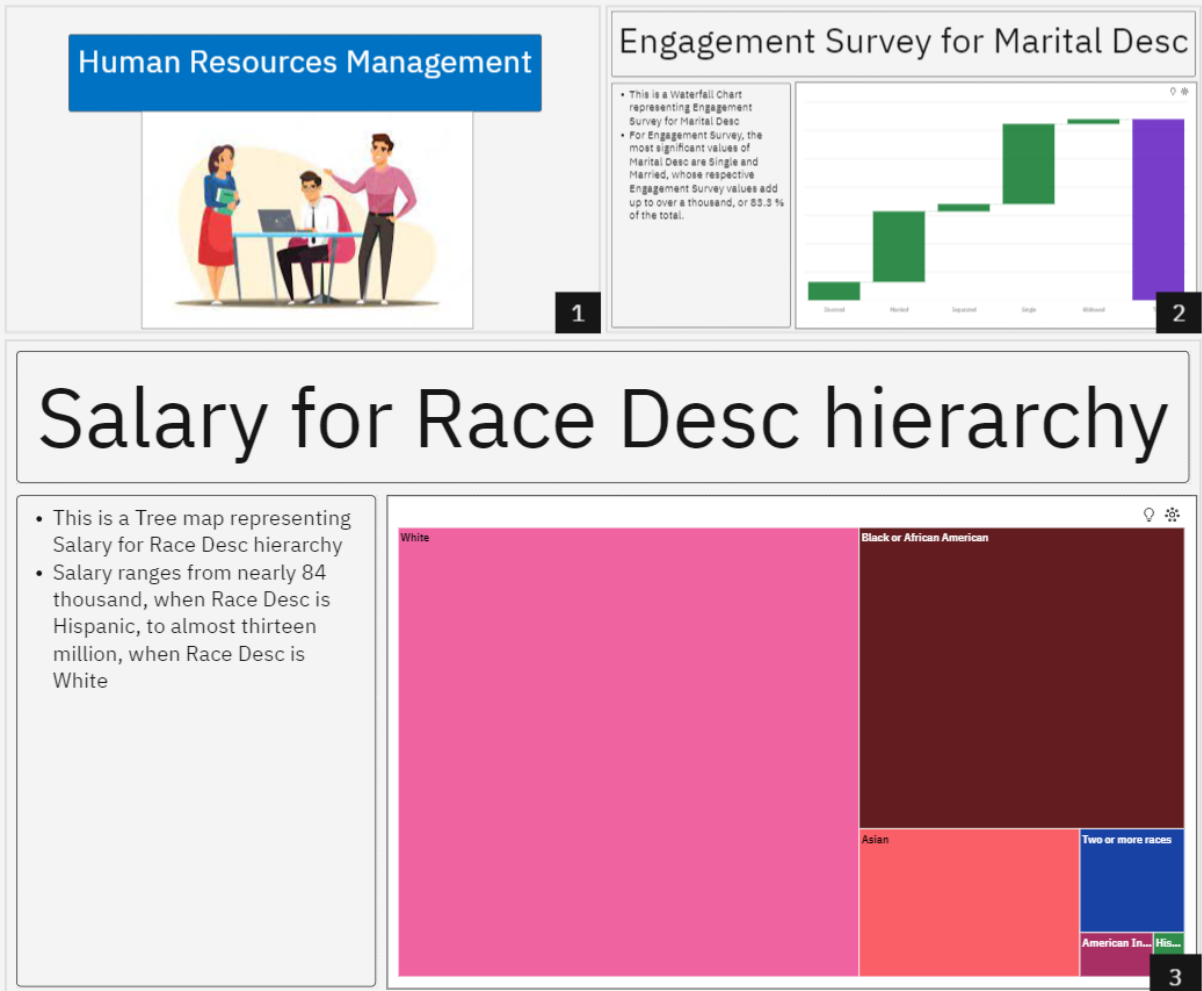 Human Resources Management
1
Engagement Survey for Marital Desc
• This is a Waterfall Chart
representing Engagement
Survey for Marital Desc
• For Engagement Survey, the
most significant values of
Marital Desc are Single and
Married, whose respective
Engagement Survey values add
up to over a thousand, or 83.3 %
of the total.
Divorced
Married
Separated
Single
Widowed
2
Salary for Race Desc hierarchy
• This is a Tree map representing
Salary for Race Desc hierarchy
• Salary ranges from nearly 84
thousand, when Race Desc is
Hispanic, to almost thirteen
million, when Race Desc is
White
White
Black or African American
Asian
Two or more races
American In...
His...
3